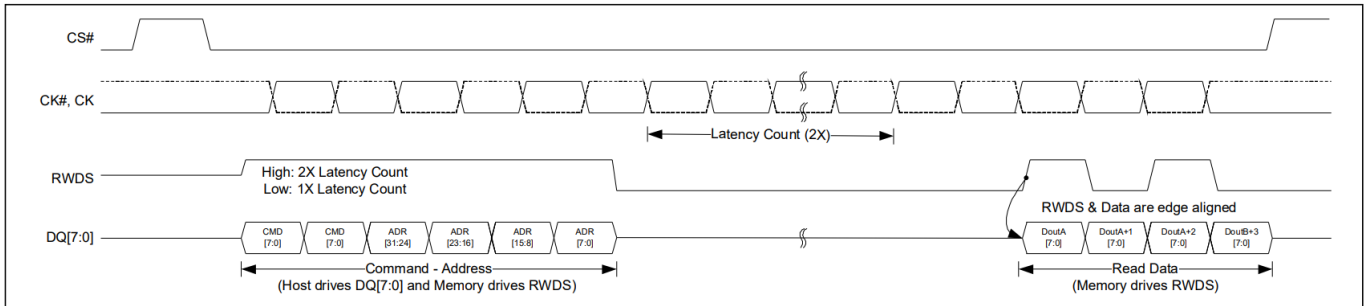 CS#
CK#, CK
Latency Count (2X)
RWDS
High: 2X Latency Count
Low: 1X Latency Count
RWDS & Data are edge aligned
DQ[7:0]
CMD
[7:0]
CMD
[7:0]
ADR
[31:24]
ADR
[23:16]
ADR
[15:8]
ADR
[7:0]
DoutA
[7:0]
DoutA+1
[7:0]
DoutA+2
[7:0]
DoutB+3
[7:0]
Command - Address
(Host drives DQ[7:0] and Memory drives RWDS)
Read Data
(Memory drives RWDS)